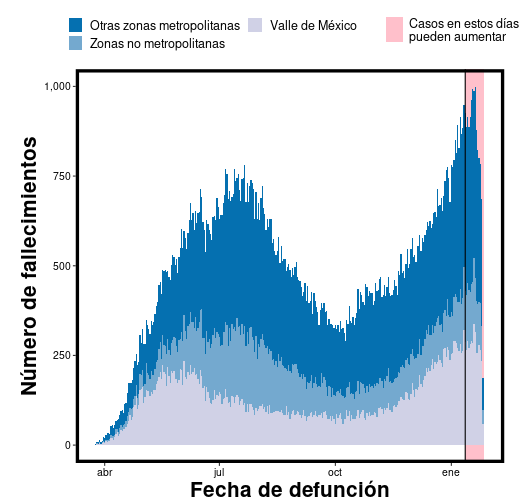 Otras zonas metropolitanas
Zonas no metropolitanas
Valle de México
Casos en estos días
pueden aumentar
Número de fallecimientos
1,000
750
500
250
0
abr
jul
oct
ene
Fecha de defunción